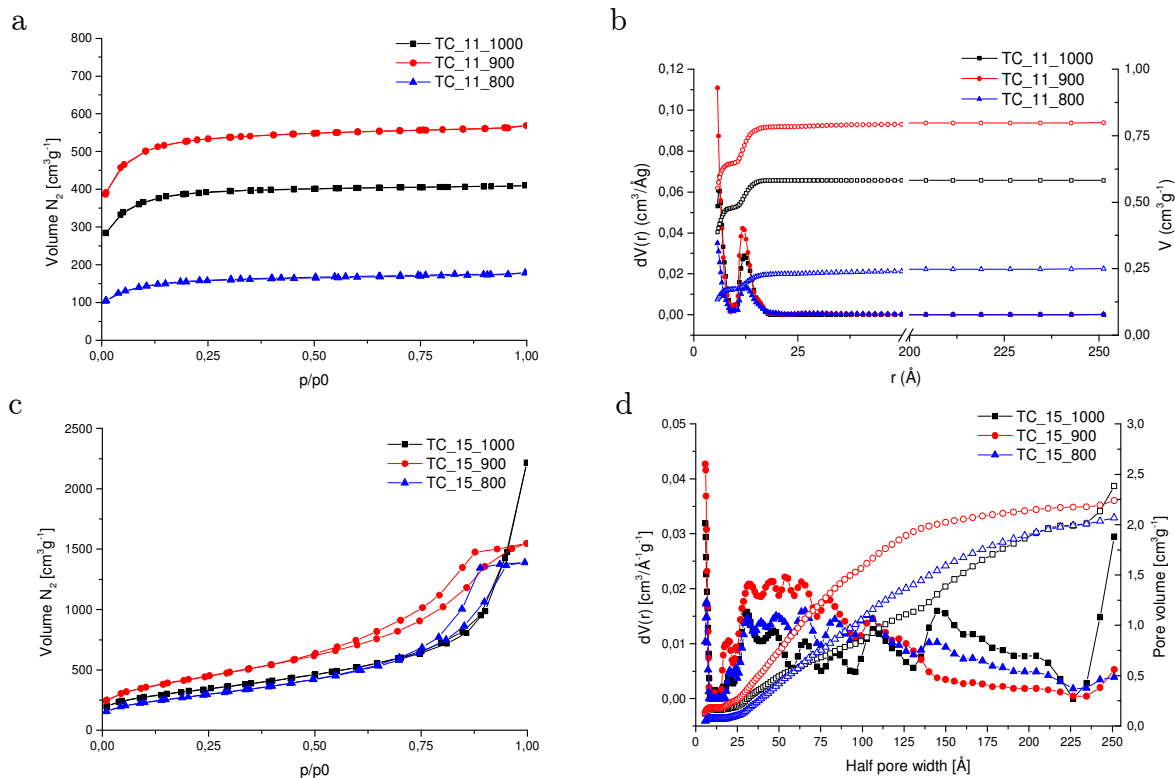 a
TC_11_1000
TC_11_900
TC_11_800
800
700
600
500
400
300
200
100
0
Volume N2 [cm3g-1]
0,00 0,25 0,50 0,75 1,00
p/p0
b
TC_11_1000
TC_11_900
TC_11_800
0,12
0,10
0,08
0,06
0,04
0,02
0,00
dV(r) (cm3/Åg)
1,00
0,75
0,50
0,25
0,00
V (cm3g-1)
0 25 200 225 250
r (Å)
c
TC_15_1000
TC_15_900
TC_15_800
2500
2000
1500
1000
500
0
Volume N2 [cm3g-1]
0,00 0,25 0,50 0,75 1,00
p/p0
d
TC_15_1000
TC_15_900
TC_15_800
0,05
0,04
0,03
0,02
0,01
0,00
dV(r) [cm3/Å-1g-1]
3,0
2,5
2,0
1,5
1,0
0,5
0,0
Pore volume [cm3g-1]
0 25 50 75 100 125 150 175 200 225 250
Half pore width [Å]